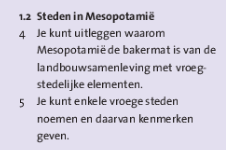 1.2 Steden in Mesopotamië
4 Je kunt uitleggen waarom
Mesopotamië de bakermat is van de
landbouwsamenleving met vroeg-
stedelijke elementen.
5 Je kunt enkele vroege steden
noemen en daarvan kenmerken
geven.